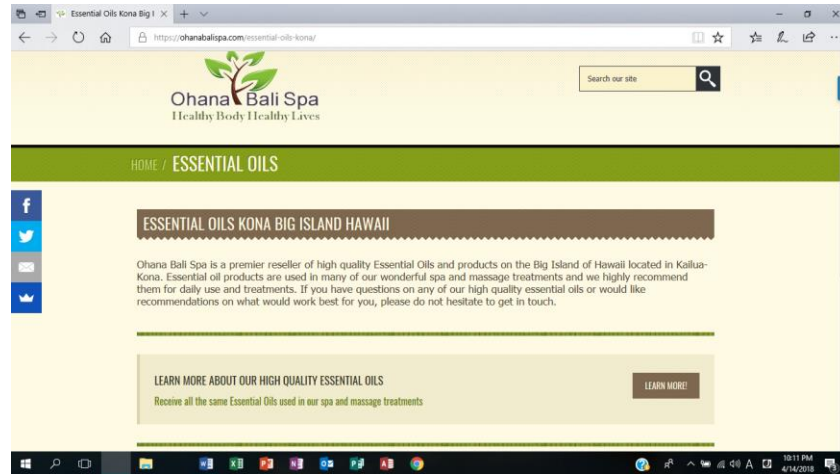 Essential Oils Kona Big I
https://ohanabalispa.com/essential-oils-kona/
Ohana Bali Spa
Healthy Body Healthy Lives
Search our site
HOME / ESSENTIAL OILS
ESSENTIAL OILS KONA BIG ISLAND HAWAII
Ohana Bali Spa is a premier reseller of high quality Essential Oils and products on the Big Island of Hawaii located in Kailua-
Kona. Essential oil products are used in many of our wonderful spa and massage treatments and we highly recommend
them for daily use and treatments. If you have questions on any of our high quality essential oils or would like
recommendations on what would work best for you, please do not hesitate to get in touch.
LEARN MORE ABOUT OUR HIGH QUALITY ESSENTIAL OILS
LEARN MORE!
Receive all the same Essential Oils used in our spa and massage treatments
10:11 PM
4/14/2018